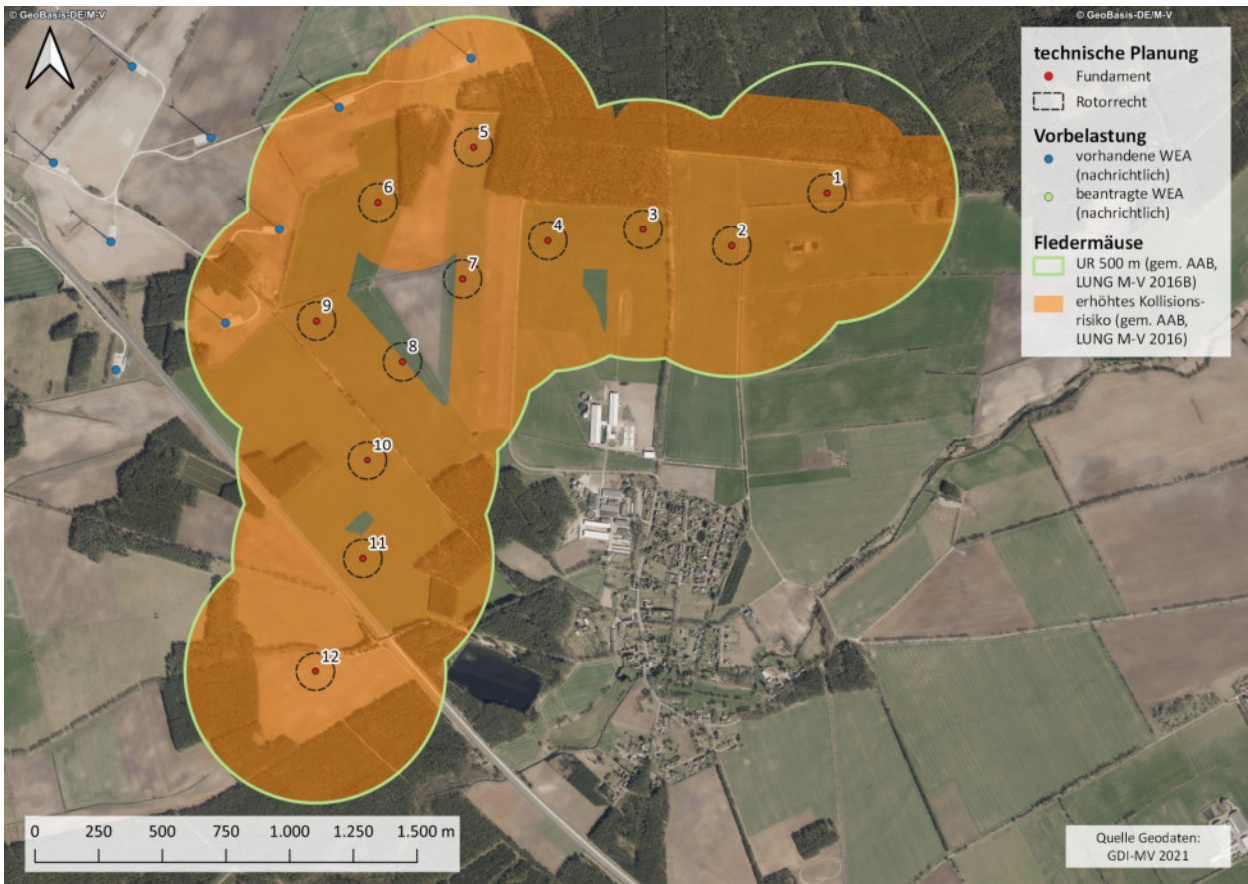 © GeoBasis-DE/M-V
© GeoBasis-DE/M-V
technische Planung
Fundament
Rotorrecht
Vorbelastung
vorhandene WEA
(nachrichtlich)
beantragte WEA
(nachrichtlich)
Fledermäuse
UR 500 m (gem. AAB,
LUNG M-V 2016B)
erhöhtes Kollisions-
risiko (gem. AAB,
LUNG M-V 2016)
5
1
6
3
4
2
7
9
8
10
11
12
0 250 500 750 1.000 1.250 1.500 m
Quelle Geodaten:
GDI-MV 2021